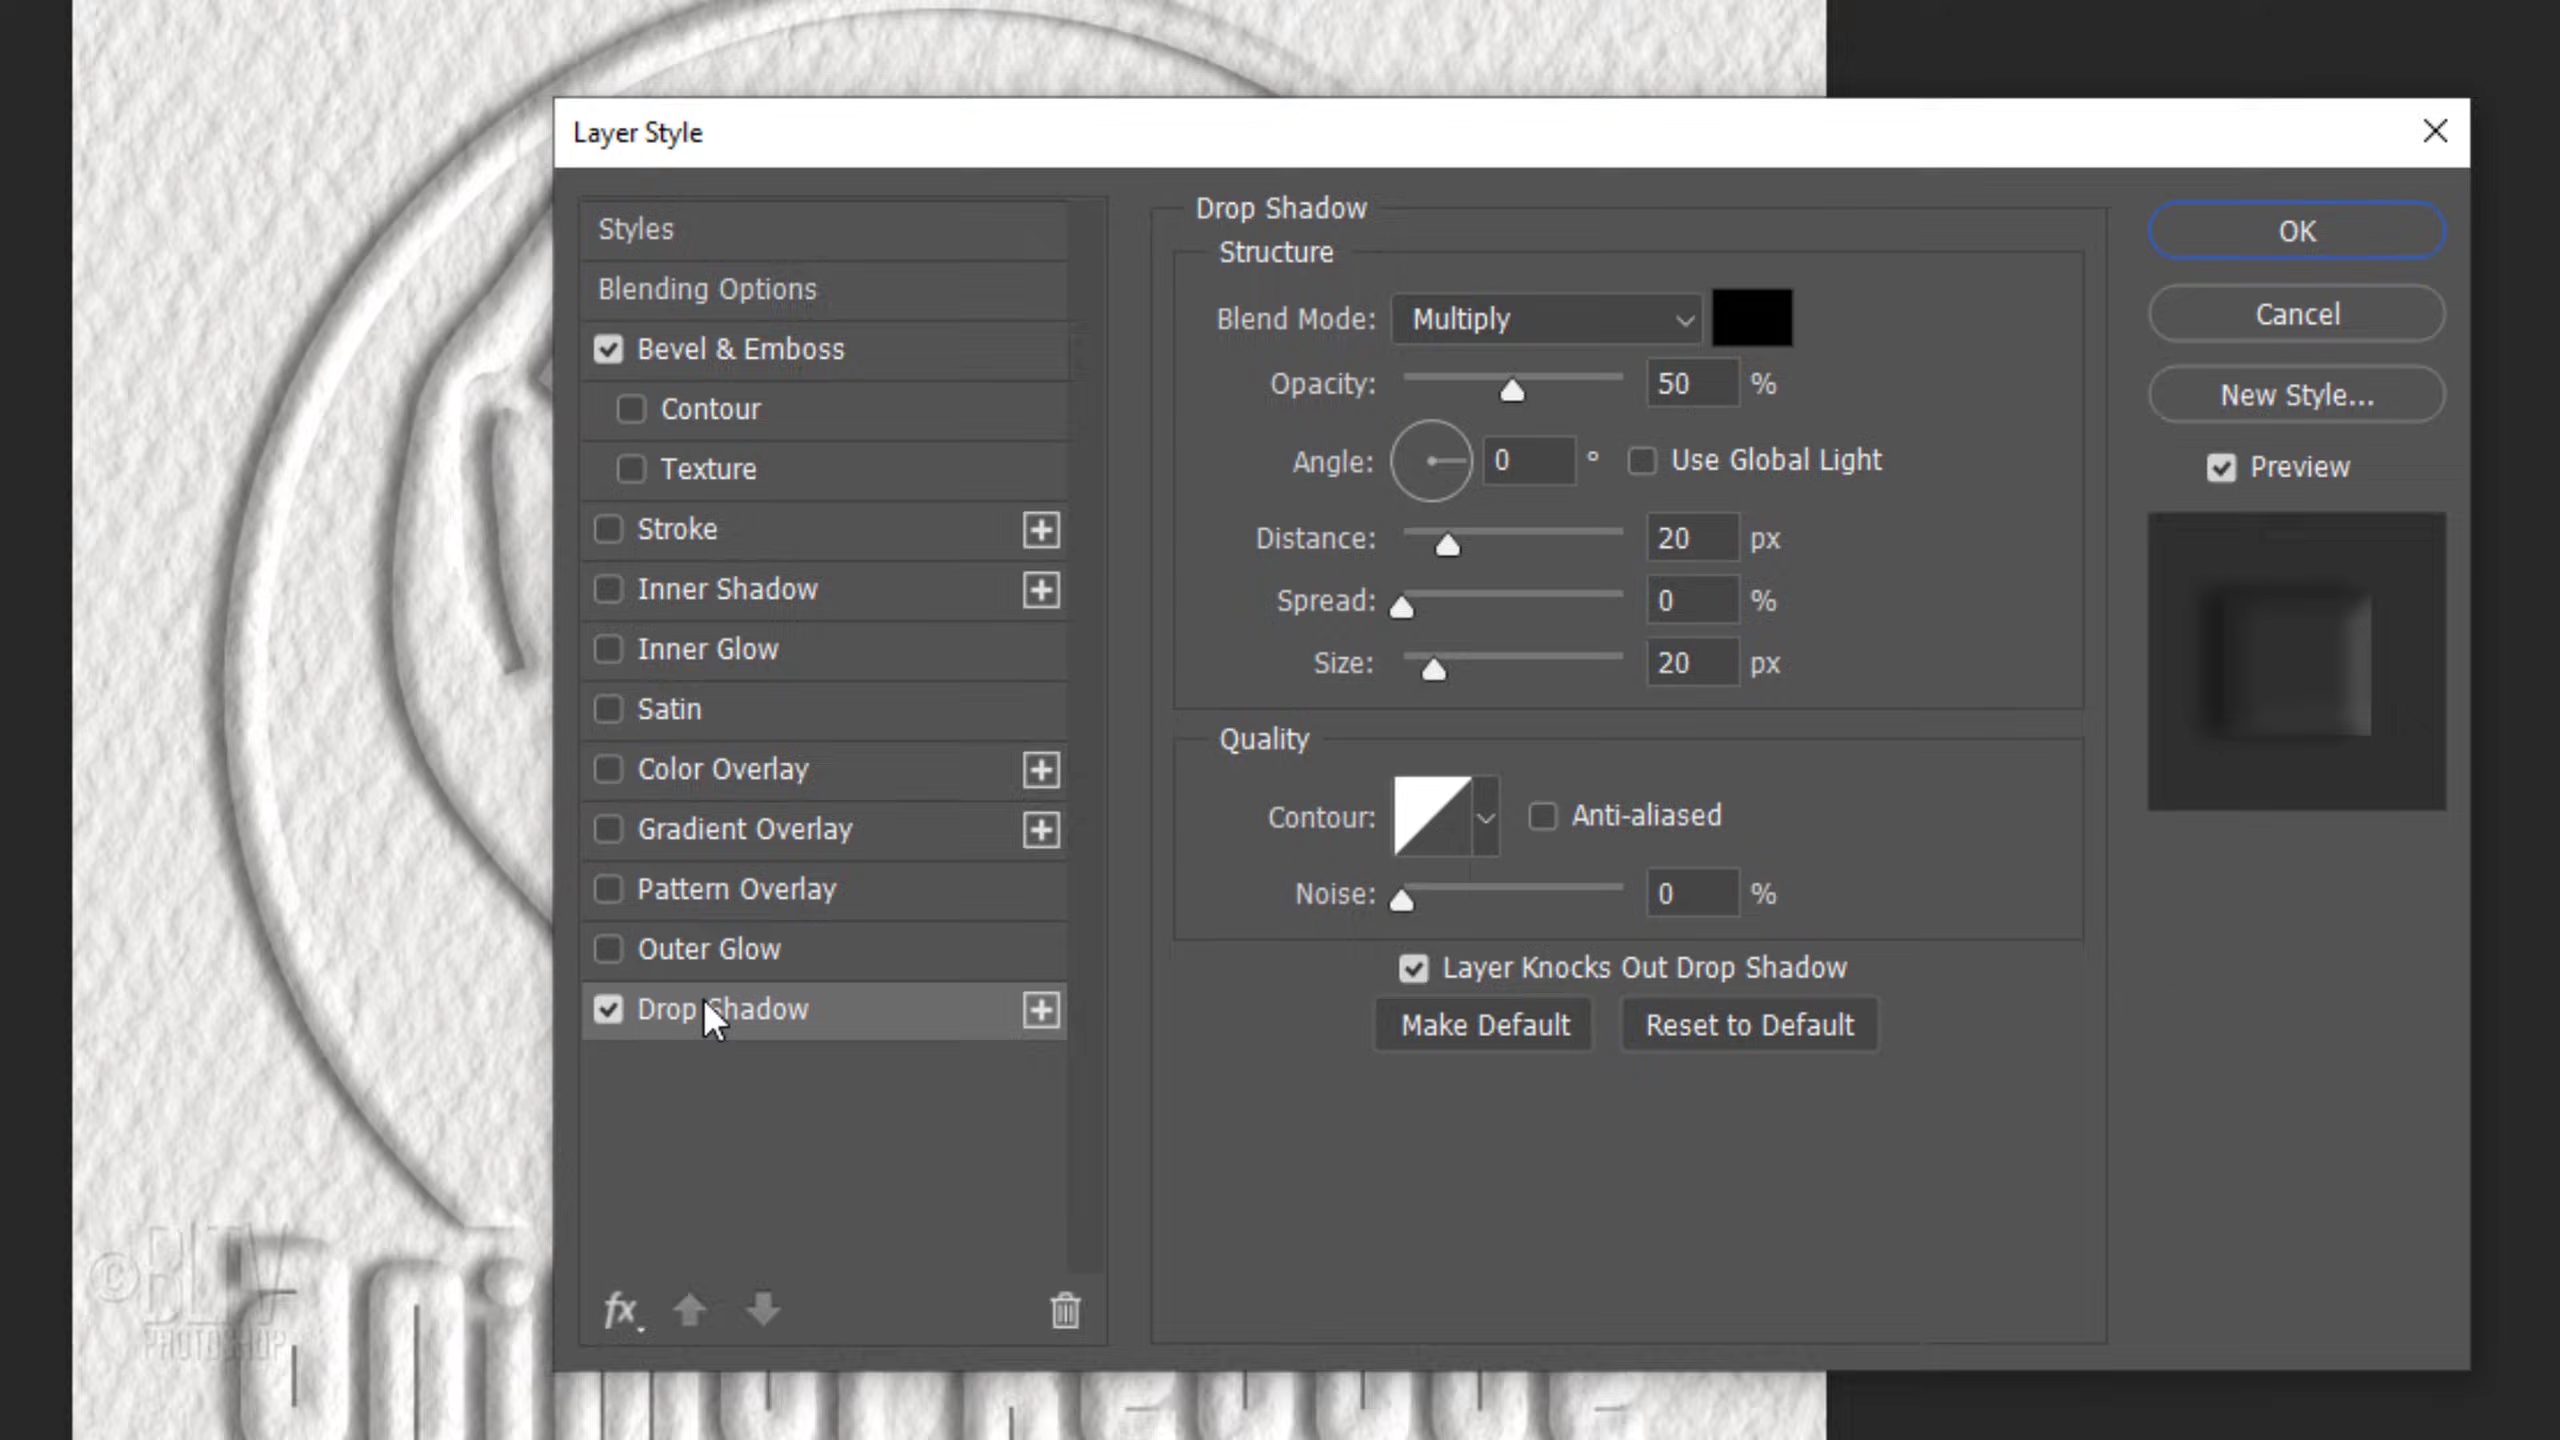 Layer Style
Styles
Blending Options
Bevel & Emboss
Contour
Texture
Stroke
Inner Shadow
Inner Glow
Satin
Color Overlay
Gradient Overlay
Pattern Overlay
Outer Glow
Drop Shadow
fx
Drop Shadow
Structure
Blend Mode: Multiply
Opacity: 50 %
Angle: 0 ° Use Global Light
Distance: 20 px
Spread: 0 %
Size: 20 px
Quality
Contour: Anti-aliased
Noise: 0 %
Layer Knocks Out Drop Shadow
Make Default Reset to Default
OK
Cancel
New Style...
Preview
© BLTV
PHOTOSHOP